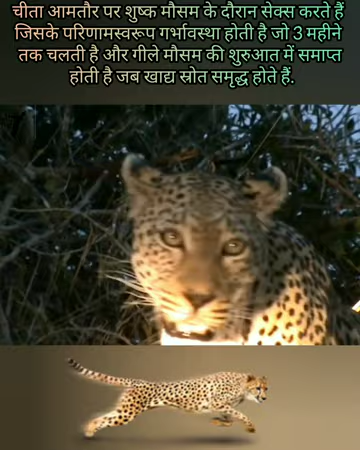 चीता आमतौर पर शुष्क मौसम के दौरान सेक्स करते हैं
जिसके परिणामस्वरूप गर्भावस्था होती है जो 3 महीने
तक चलती है और गीले मौसम की शुरुआत में समाप्त
होती है जब खाद्य स्रोत समृद्ध होते हैं.